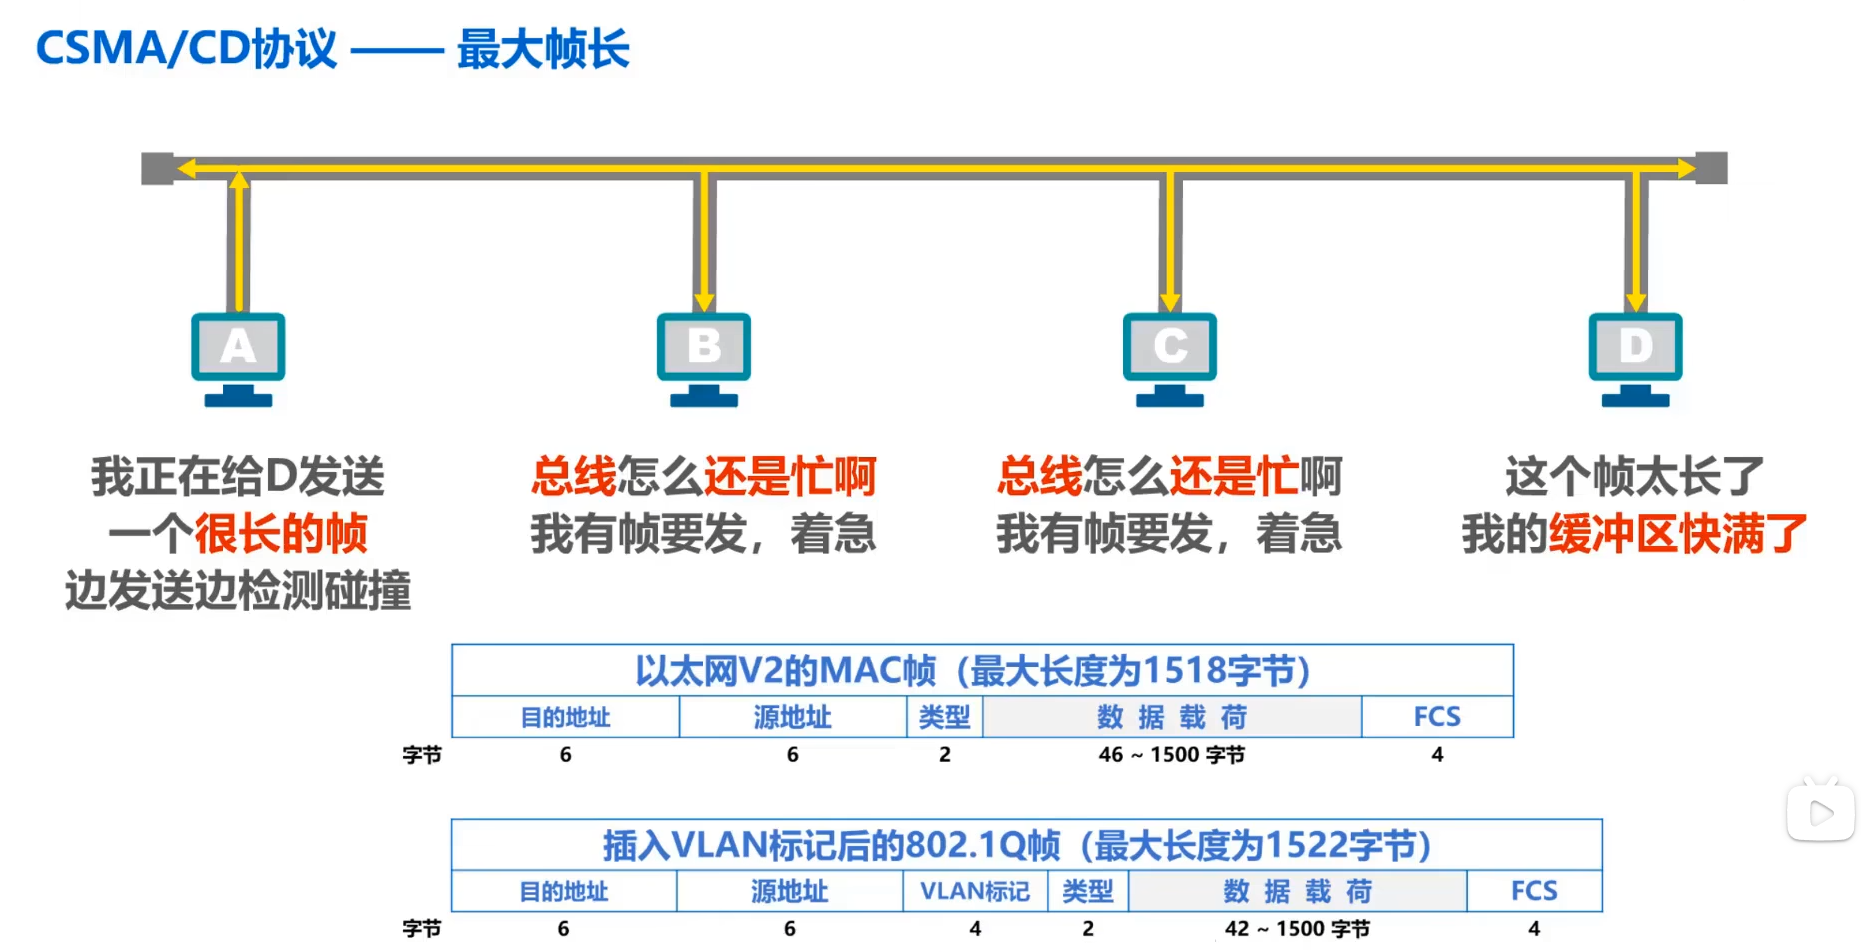 CSMA/CD协议 —— 最大帧长
A
B
C
D
我正在给D发送
一个很长的帧
边发送边检测碰撞
总线怎么还是忙啊
我有帧要发，着急
总线怎么还是忙啊
我有帧要发，着急
这个帧太长了
我的缓冲区快满了
以太网V2的MAC帧（最大长度为1518字节）
目的地址 源地址 类型 数据载荷 FCS
字节 6 6 2 46 ~ 1500 字节 4
插入VLAN标记后的802.1Q帧（最大长度为1522字节）
目的地址 源地址 VLAN标记 类型 数据载荷 FCS
字节 6 6 4 2 42 ~ 1500 字节 4